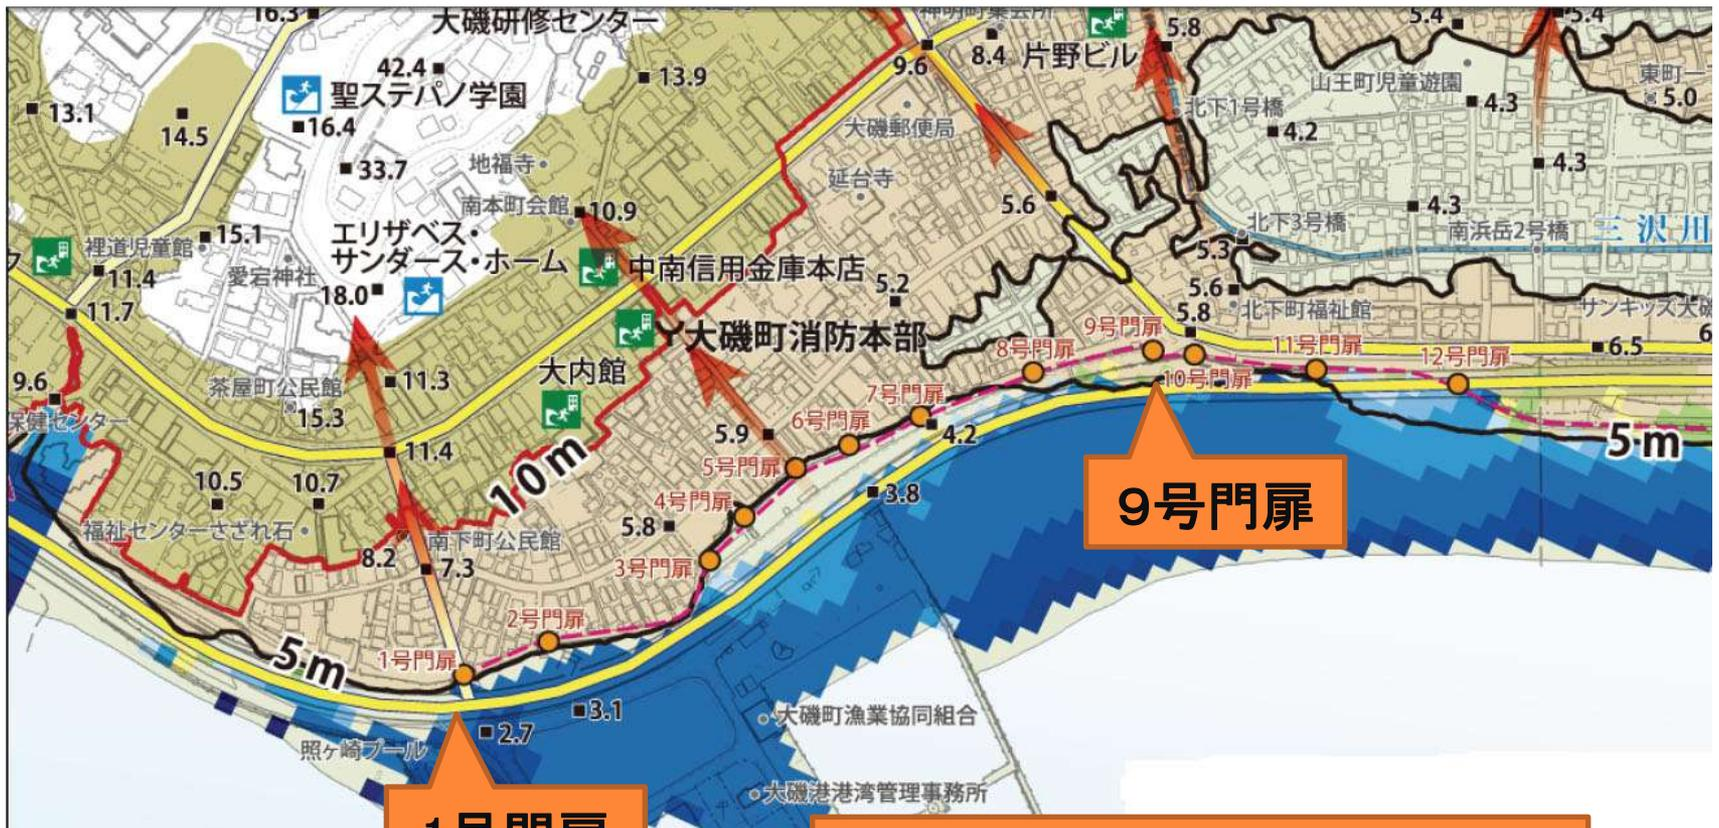 16.3
大磯研修センター
神明町集会所
5.8
5.4
5.4
42.4
13.9
9.6
8.4
片野ビル
山王町児童遊園
東町一
聖ステパノ学園
13.1
14.5
16.4
大磯郵便局
北下1号橋
4.3
5.0
4.2
33.7
地福寺
延台寺
4.3
南本町会館
10.9
5.6
4.3
裡道児童館
15.1
エリザベス・
サンダース・ホーム
北下3号橋
南浜岳2号橋
三沢川
ク
11.4
愛宕神社
18.0
中南信用金庫本店
5.2
5.3
5.6
11.7
5.8
北下町福祉館
サンキッズ大磯
大磯町消防本部
9号門扉
8号門扉
11号門扉
12号門扉
6.5
6
9.6
茶屋町公民館
11.3
大内館
7号門扉
10号門扉
保健センター
15.3
6号門扉
5.9
4.2
5m
11.4
10m
5号門扉
10.5
10.7
4号門扉
3.8
9号門扉
福祉センターさざれ石
南下町公民館
5.8
8.2
7.3
3号門扉
2号門扉
5m
1号門扉
3.1
2.7
大磯町漁業協同組合
照ヶ崎プール
大磯港港湾管理事務所
1号門扉